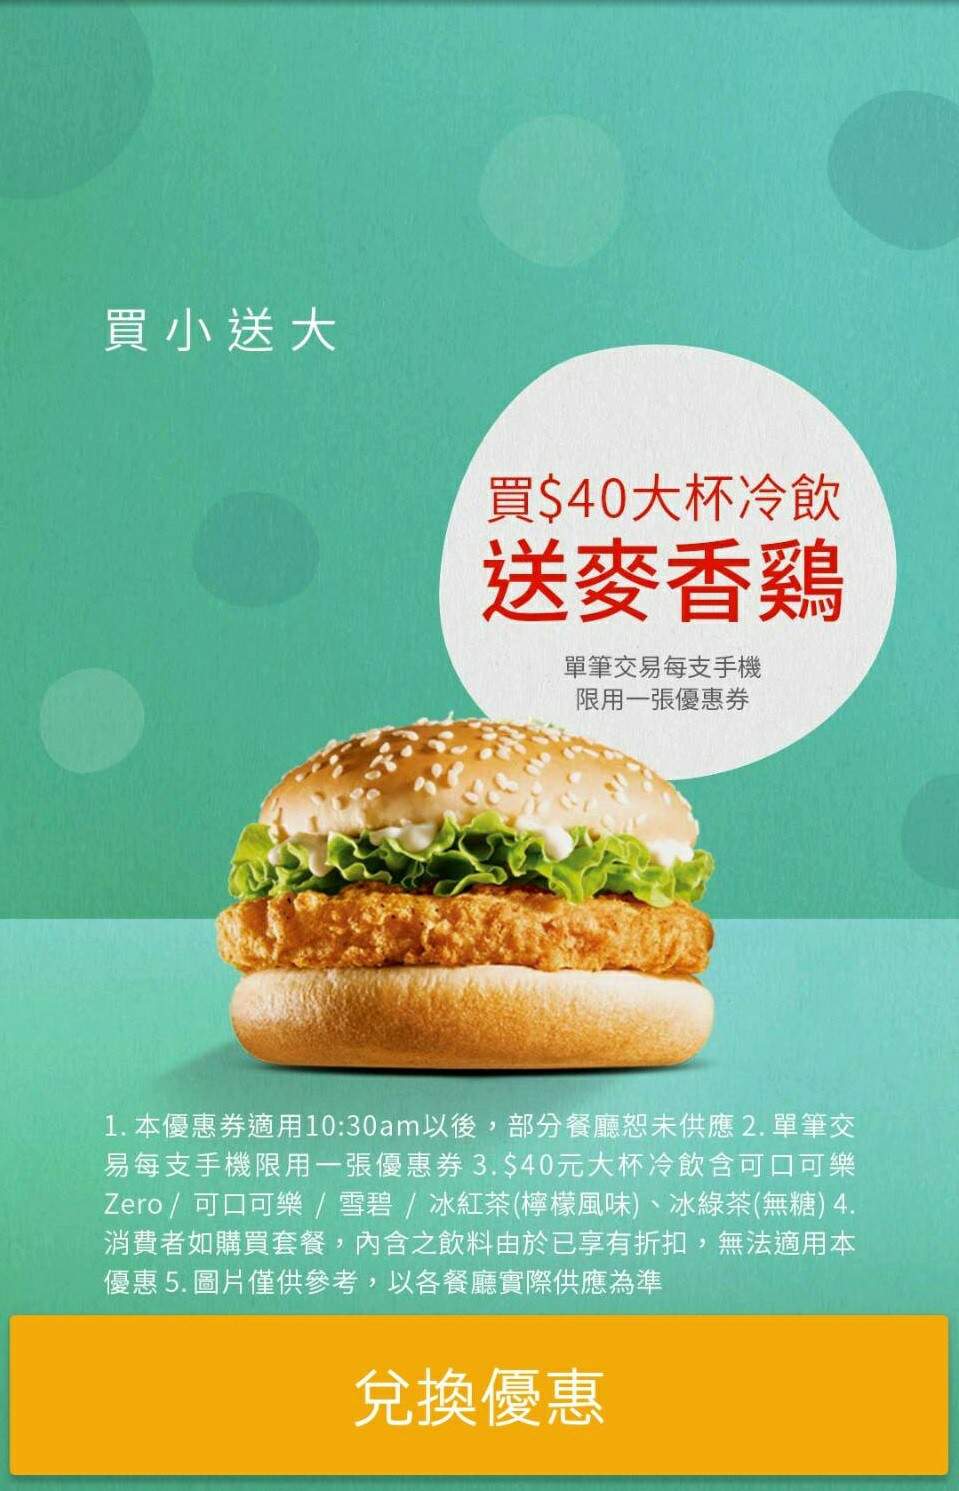 買小送大
買$40大杯冷飲
送麥香鷄
單筆交易每支手機
限用一張優惠券
1. 本優惠券適用10:30am以後，部分餐廳恕未供應 2. 單筆交
易每支手機限用一張優惠券 3. $40元大杯冷飲含可口可樂
Zero / 可口可樂 / 雪碧 / 冰紅茶(檸檬風味)、冰綠茶(無糖) 4.
消費者如購買套餐，內含之飲料由於已享有折扣，無法適用本
優惠 5. 圖片僅供參考，以各餐廳實際供應為準
兌換優惠